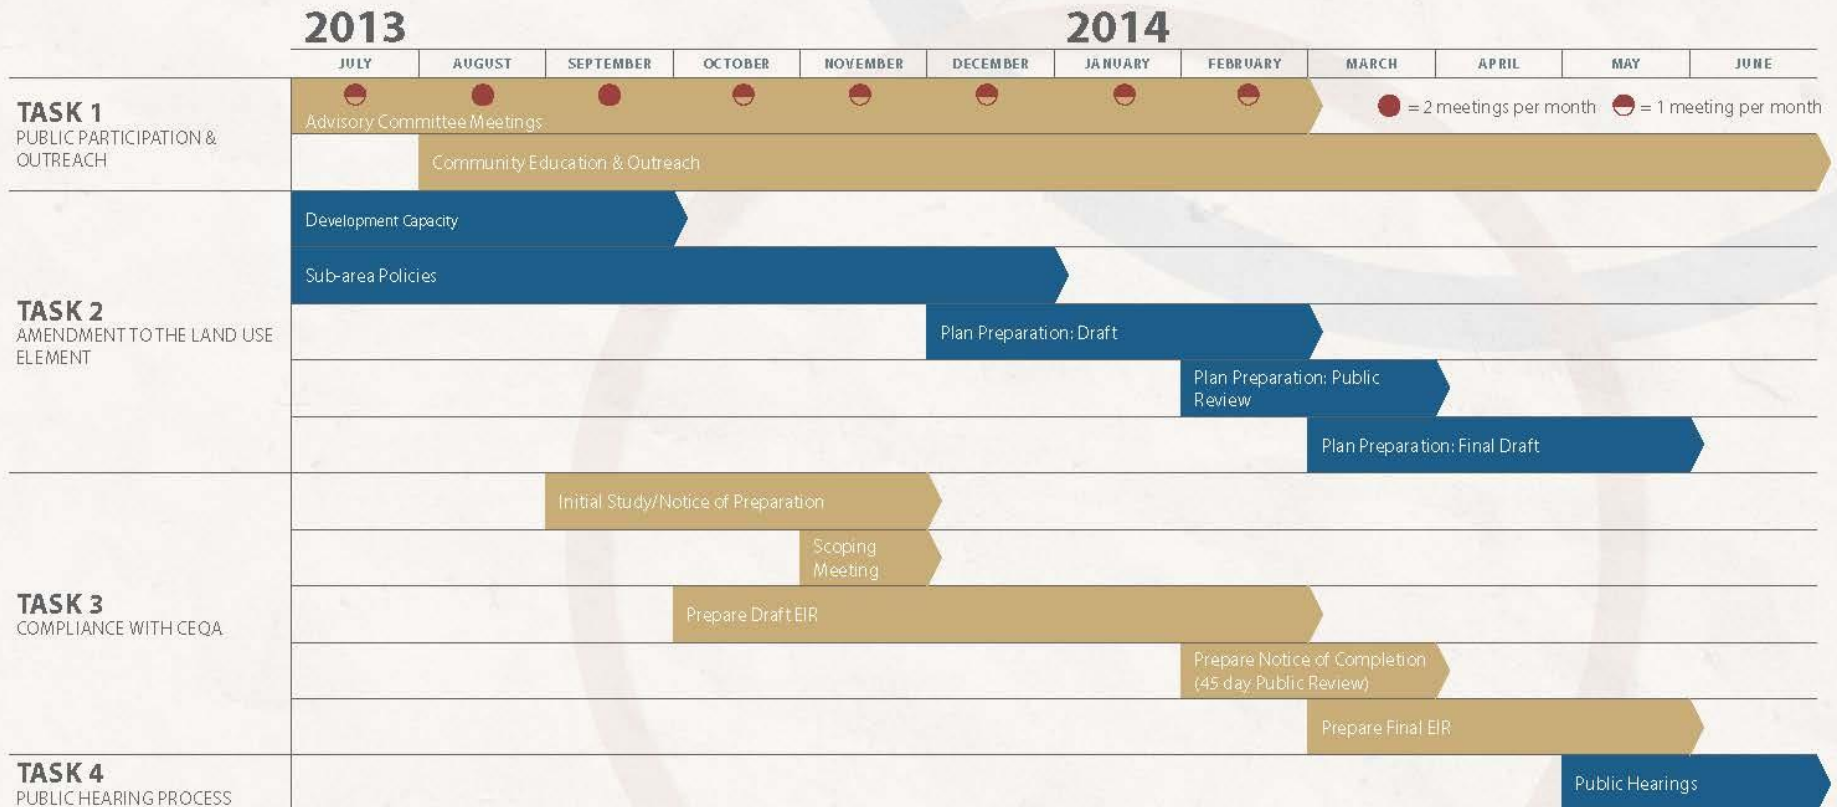 2013
2014
JULY
AUGUST
SEPTEMBER
OCTOBER
NOVEMBER
DECEMBER
JANUARY
FEBRUARY
MARCH
APRIL
MAY
JUNE
TASK 1
PUBLIC PARTICIPATION &
OUTREACH
Advisory Committee Meetings
= 2 meetings per month
= 1 meeting per month
Community Education & Outreach
TASK 2
AMENDMENT TO THE LAND USE
ELEMENT
Development Capacity
Sub-area Policies
Plan Preparation: Draft
Plan Preparation: Public
Review
Plan Preparation: Final Draft
TASK 3
COMPLIANCE WITH CEQA
Initial Study/Notice of Preparation
Scoping
Meeting
Prepare Draft EIR
Prepare Notice of Completion
(45 day Public Review)
Prepare Final EIR
TASK 4
PUBLIC HEARING PROCESS
Public Hearings